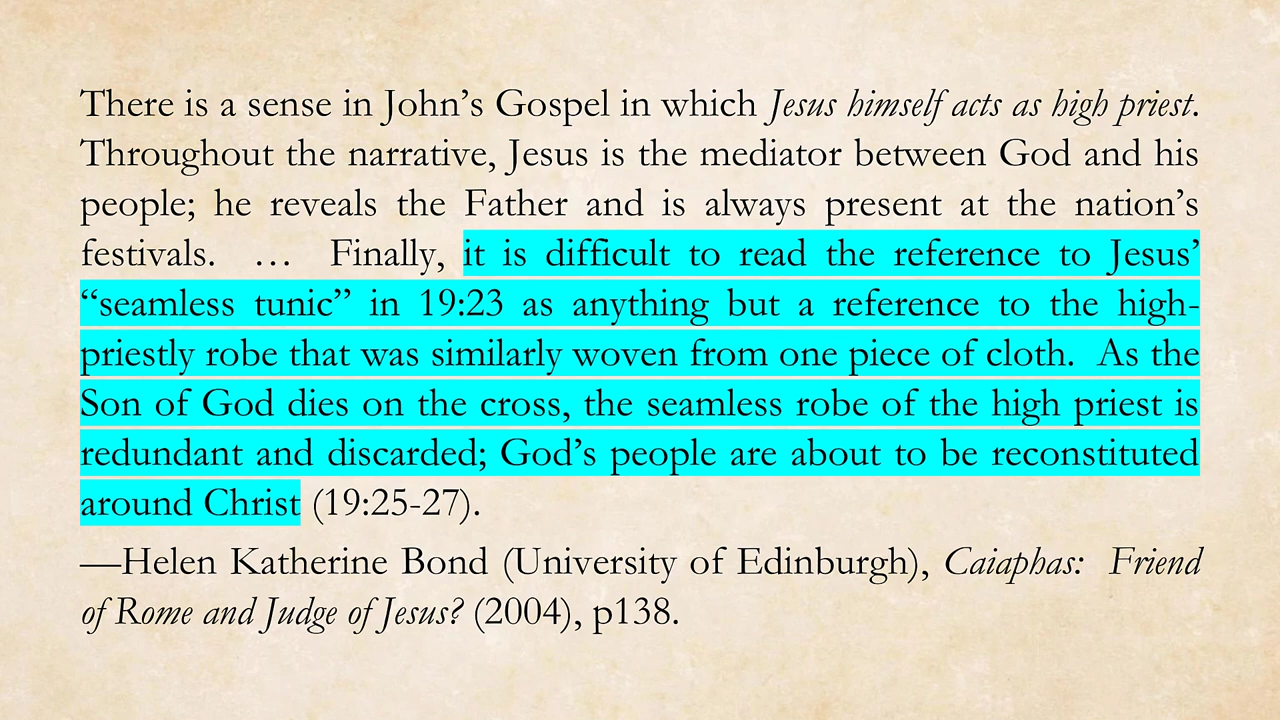 There is a sense in John’s Gospel in which Jesus himself acts as high priest.
Throughout the narrative, Jesus is the mediator between God and his
people; he reveals the Father and is always present at the nation’s
festivals.  …  Finally, it is difficult to read the reference to Jesus’
“seamless tunic” in 19:23 as anything but a reference to the high-
priestly robe that was similarly woven from one piece of cloth.  As the
Son of God dies on the cross, the seamless robe of the high priest is
redundant and discarded; God’s people are about to be reconstituted
around Christ (19:25-27).
—Helen Katherine Bond (University of Edinburgh), Caiaphas:  Friend
of Rome and Judge of Jesus? (2004), p138.